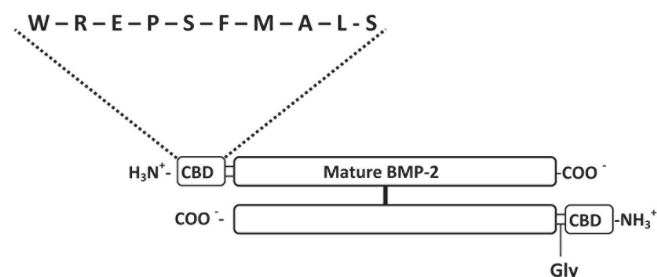 W – R – E – P – S – F – M – A – L - S
H₃N⁺- CBD Mature BMP-2 -COO⁻
COO⁻- CBD -NH₃⁺
Gly